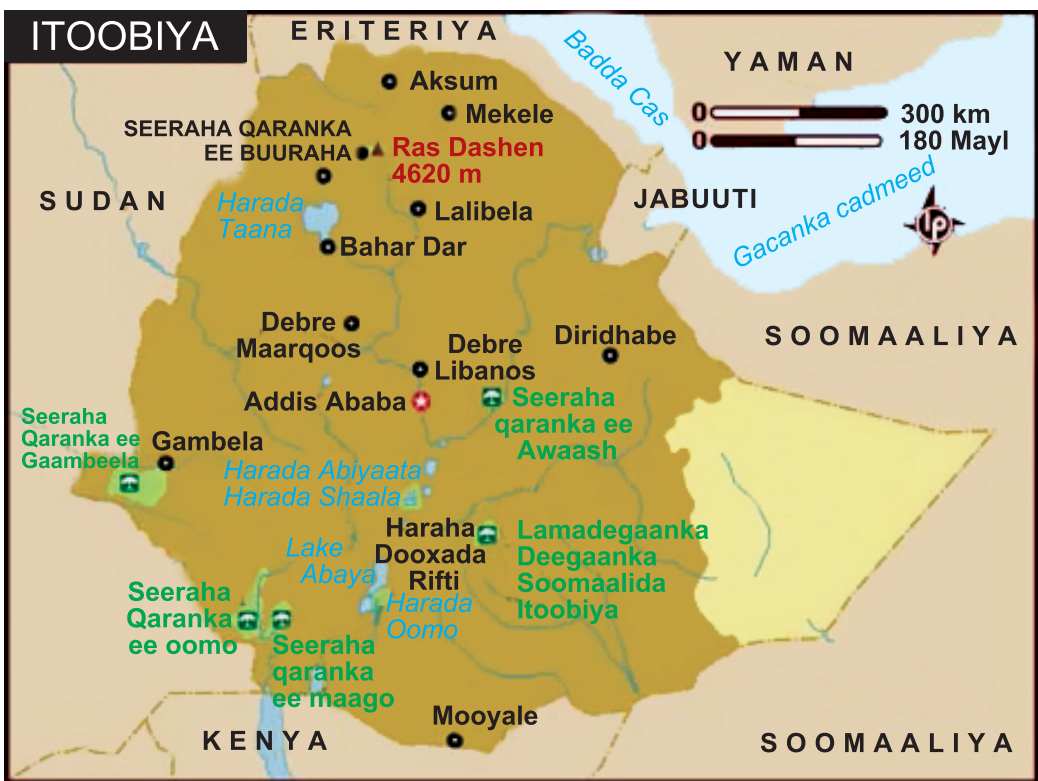 ITOOBIYA
ERITERIYA
Badda Cas
YAMAN
Aksum
Mekele
0
300 km
0
180 Mayl
SEERAHA QARANKA
EE BUURAHA
Ras Dashen
4620 m
SUDAN
Harada
Taana
Lalibela
JABUUTI
Gacanka cadmeed
lp
Bahar Dar
Debre
Maarqoos
Debre
Libanos
Diridhabe
SOOMAALIYA
Addis Ababa
Seeraha
qaranka ee
Awaash
Seeraha
Qaranka ee
Gaambeela
Gambela
Harada Abiyaata
Harada Shaala
Haraha
Dooxada
Rifti
Lamadegaanka
Deegaanka
Soomaalida
Itoobiya
Lake
Abaya
Harada
Oomo
Seeraha
Qaranka
ee oomo
Seeraha
qaranka
ee maago
Mooyale
KENYA
SOOMAALIYA